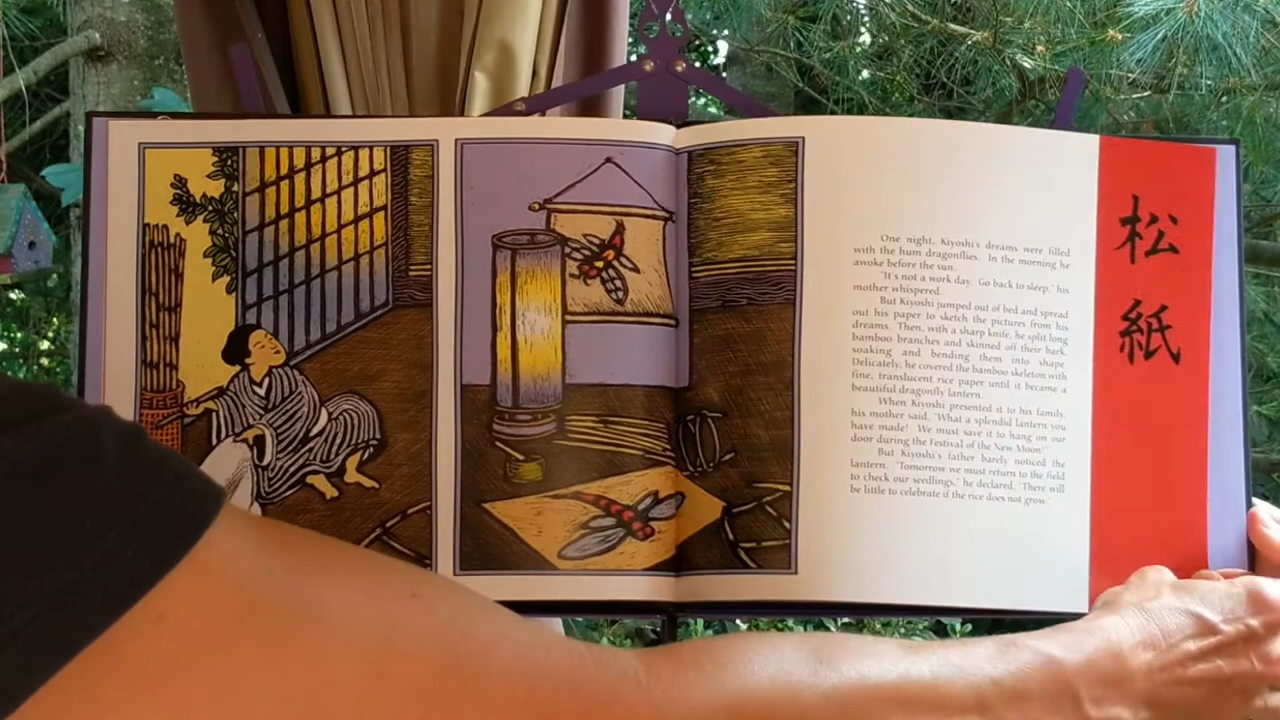 One night, Kiyoshi's dreams were filled
with the hum dragonflies. In the morning he
awoke before the sun.
"It's not a work day. Go back to sleep," his
mother whispered.
But Kiyoshi jumped out of bed and spread
out his paper to sketch the pictures from his
dreams. Then, with a sharp knife, he split long
bamboo branches and skinned off their bark,
soaking and bending them into shape.
Delicately, he covered the bamboo skeleton with
fine, translucent rice paper until it became a
beautiful dragonfly lantern.
When Kiyoshi presented it to his family,
his mother said, "What a splendid lantern you
have made! We must save it to hang on our
door during the Festival of the New Moon!"
But Kiyoshi's father barely noticed the
lantern. "Tomorrow we must return to the field
to check our seedlings," he declared. "There will
be little to celebrate if the rice does not grow."
松
紙